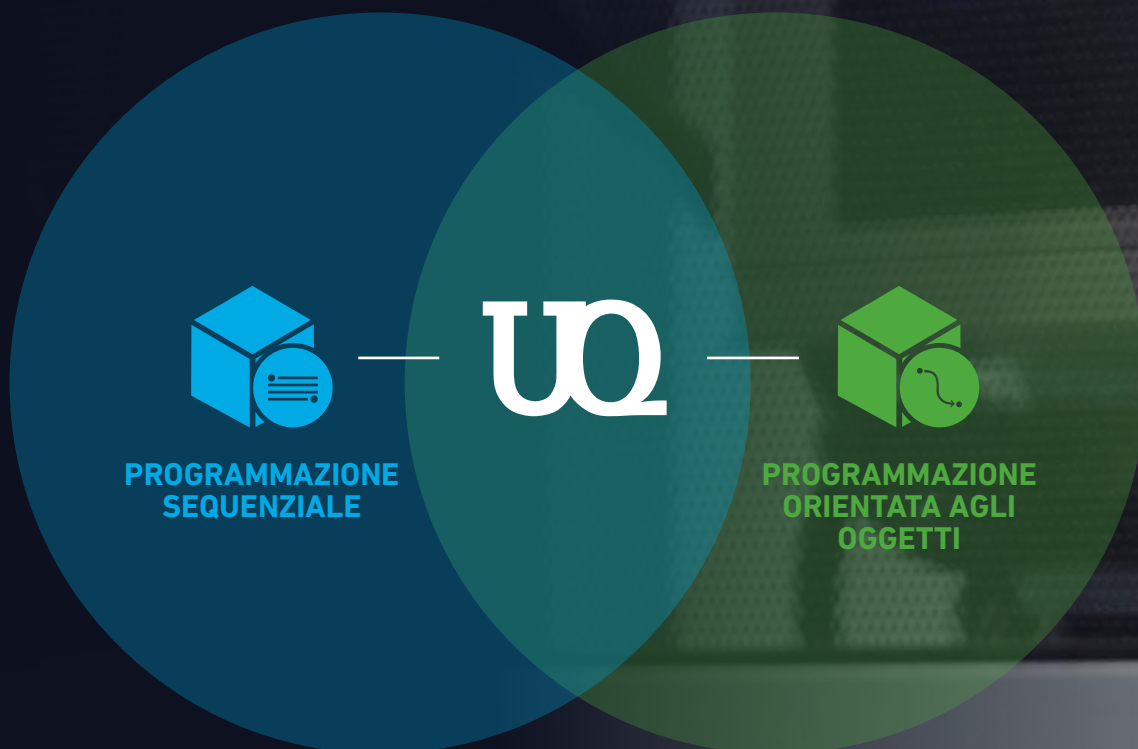 UQ
PROGRAMMAZIONE
SEQUENZIALE
PROGRAMMAZIONE
ORIENTATA AGLI
OGGETTI